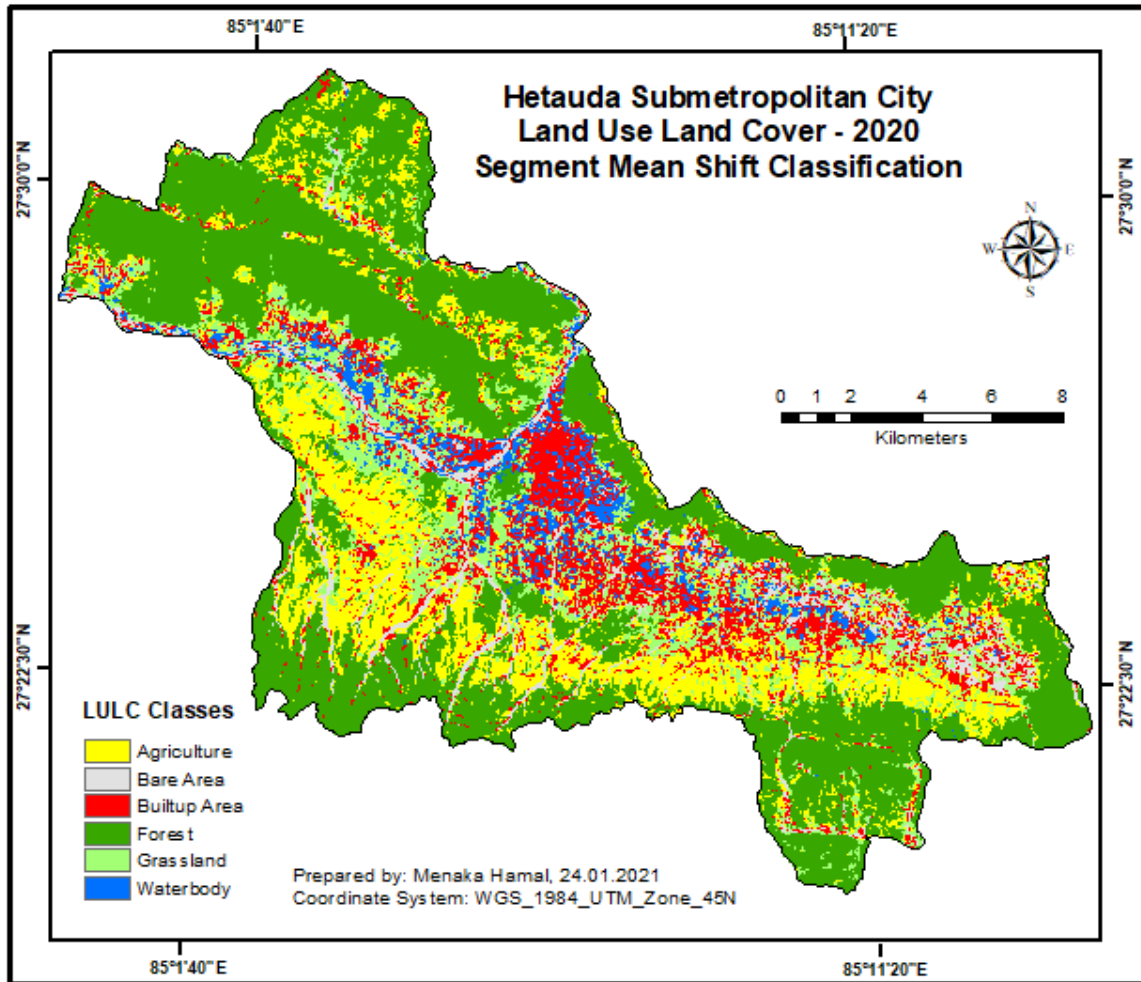 85°1'40"E
85°11'20"E
Hetauda Submetropolitan City
Land Use Land Cover - 2020
Segment Mean Shift Classification
27°30'0"N
27°30'0"N
N
W
E
S
0 1 2 4 6 8
Kilometers
27°22'30"N
27°22'30"N
LULC Classes
Agriculture
Bare Area
Builtup Area
Forest
Grassland
Waterbody
Prepared by: Menaka Hamal, 24.01.2021
Coordinate System: WGS_1984_UTM_Zone_45N
85°1'40"E
85°11'20"E